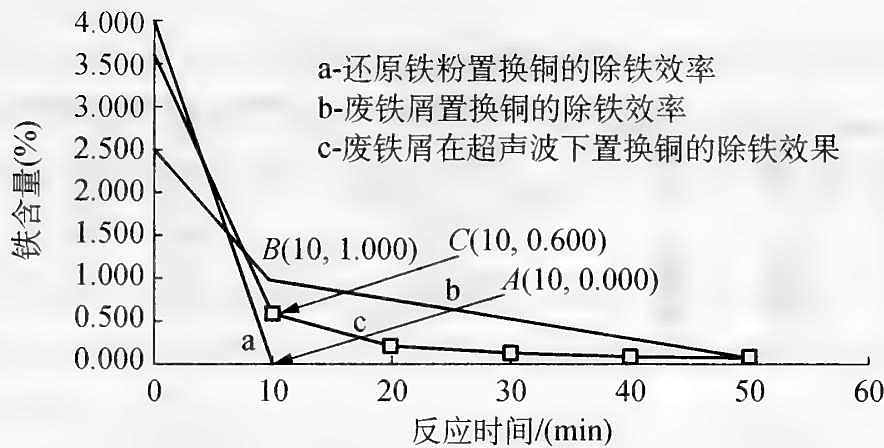 4.000
3.500
3.000
2.500
2.000
1.500
1.000
0.500
0.000
铁含量(%)
a-还原铁粉置换铜的除铁效率
b-废铁屑置换铜的除铁效率
c-废铁屑在超声波下置换铜的除铁效果
B(10, 1.000)
C(10, 0.600)
A(10, 0.000)
b
c
a
0 10 20 30 40 50 60
反应时间/(min)